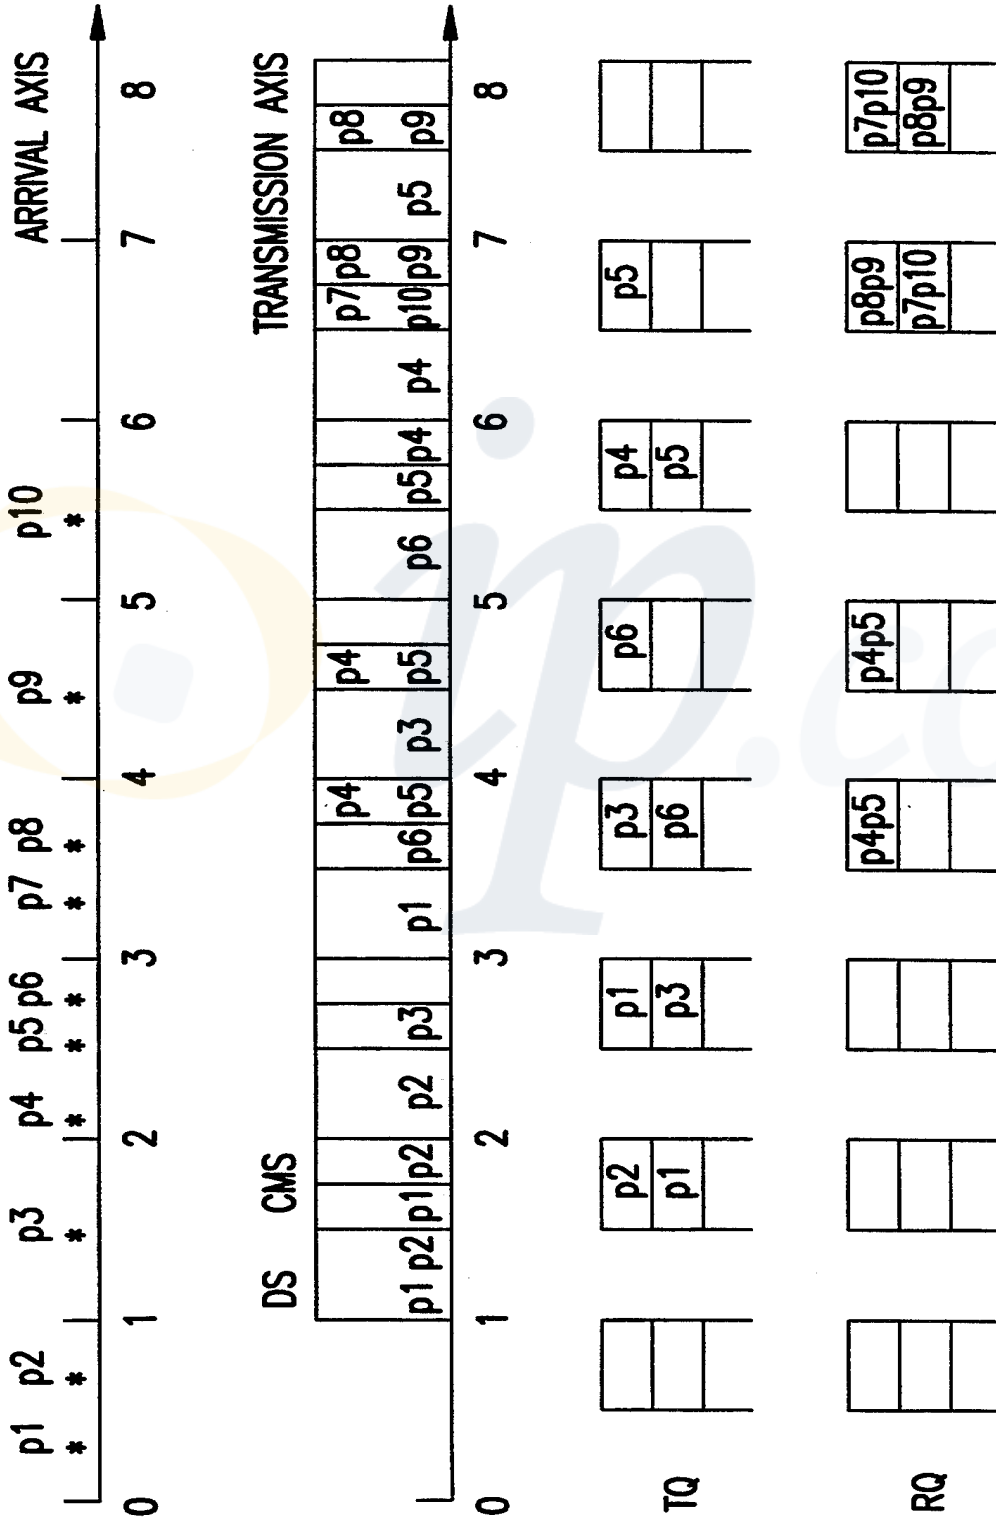 p1 p2 p3 p4 p5 p6 p7 p8 p9 p10 ARRIVAL AXIS
* * * * * * * * * *
0 1 2 3 4 5 6 7 8
DS CMS TRANSMISSION AXIS
p4 p4 p7 p8 p8
p1 p2 p1 p2 p2 p3 p1 p6 p5 p3 p5 p6 p5 p4 p4 p10 p9 p5 p9
0 1 2 3 4 5 6 7 8
p2 p1 p3 p6 p4 p5
TQ p1 p3 p6 p5
p4p5 p4p5 p8p9 p7p10
RQ p7p10 p8p9
ip.co